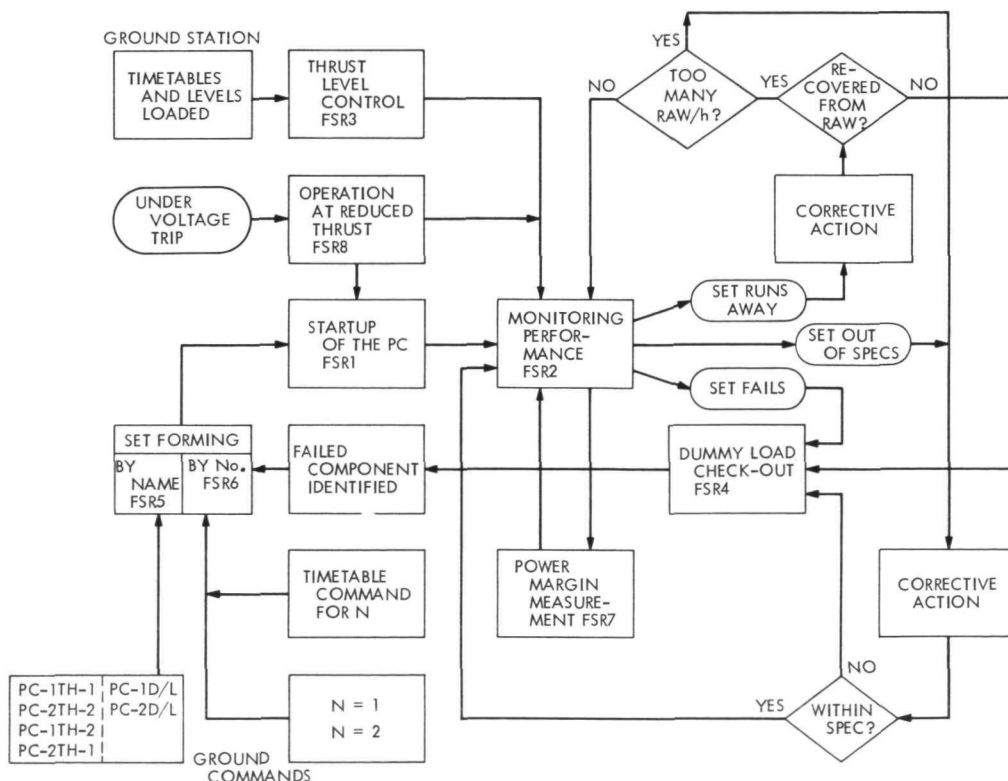 GROUND STATION
TIMETABLES
AND LEVELS
LOADED
THRUST
LEVEL
CONTROL
FSR3
UNDER
VOLTAGE
TRIP
OPERATION
AT REDUCED
THRUST
FSR8
STARTUP
OF THE PC
FSR1
MONITORING
PERFOR-
MANCE
FSR2
YES
NO
TOO
MANY
RAW/h?
YES
RE-
COVERED
FROM
RAW?
NO
CORRECTIVE
ACTION
SET RUNS
AWAY
SET OUT
OF SPECS
SET FAILS
SET FORMING
BY
NAME
FSR5
BY No.
FSR6
FAILED
COMPONENT
IDENTIFIED
DUMMY LOAD
CHECK-OUT
FSR4
TIMETABLE
COMMAND
FOR N
POWER
MARGIN
MEASURE-
MENT FSR7
CORRECTIVE
ACTION
NO
YES
WITHIN
SPEC?
PC-1TH-1
PC-2TH-2
PC-1TH-2
PC-2TH-1
PC-1D/L
PC-2D/L
N = 1
N = 2
GROUND
COMMANDS